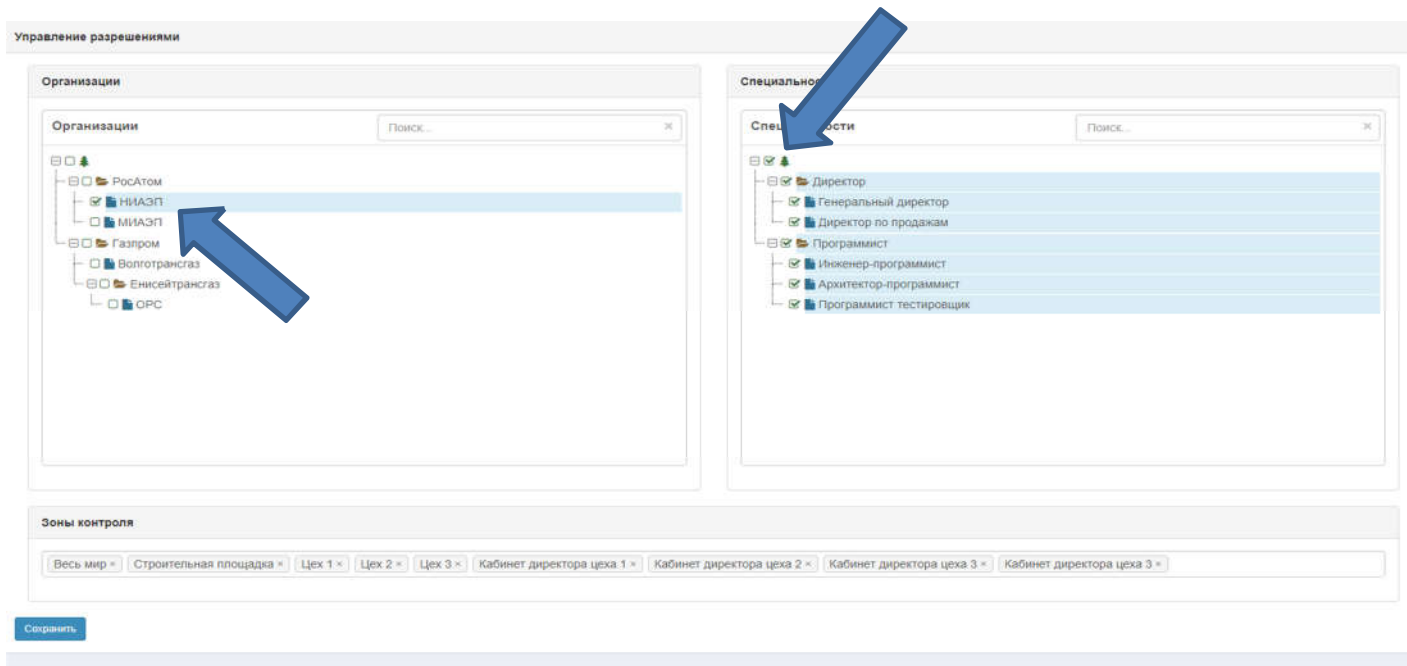 Управление разрешениями
Организации
Организации
Поиск...
РосАтом
НИАЭП
МИАЭП
Газпром
Волготрансгаз
Енисейтрансгаз
ОРС
Поиск...
Директор
Генеральный директор
Директор по продажам
Программист
Инженер-программист
Архитектор-программист
Программист тестировщик
Зоны контроля
Весь мир × Строительная площадка × Цех 1 × Цех 2 × Цех 3 × Кабинет директора цеха 1 × Кабинет директора цеха 2 × Кабинет директора цеха 3 × Кабинет директора цеха 3 ×
Сохранить